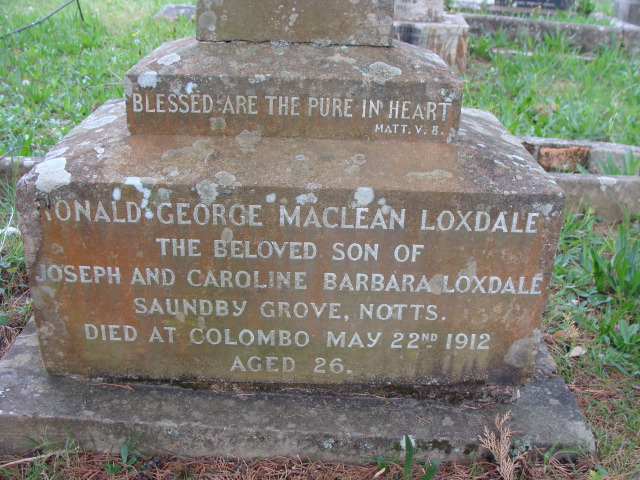 BLESSED ARE THE PURE IN HEART
MATT. V. 8.
RONALD GEORGE MACLEAN LOXDALE
THE BELOVED SON OF
JOSEPH AND CAROLINE BARBARA LOXDALE
SAUNDBY GROVE, NOTTS.
DIED AT COLOMBO MAY 22ND 1912
AGED 26.